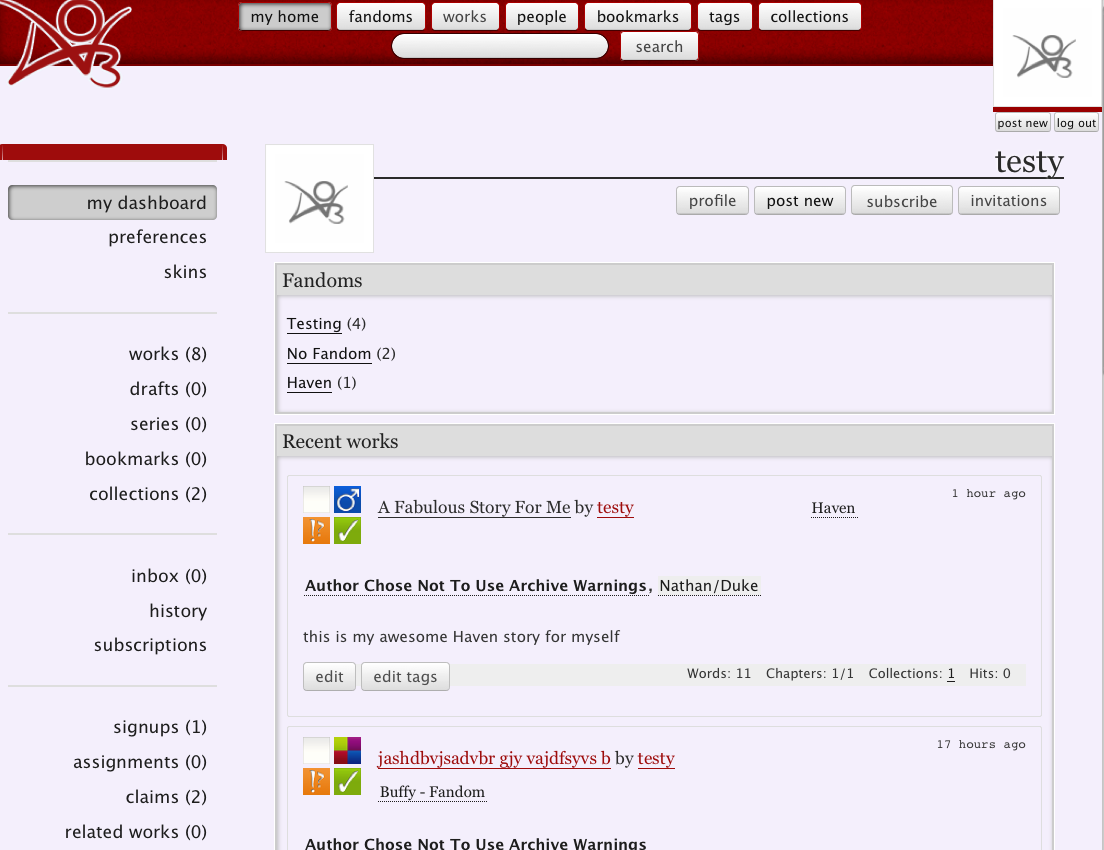 my home fandoms works people bookmarks tags collections
search
post new log out
testy
profile post new subscribe invitations
my dashboard
preferences
skins
works (8)
drafts (0)
series (0)
bookmarks (0)
collections (2)
inbox (0)
history
subscriptions
signups (1)
assignments (0)
claims (2)
related works (0)
Fandoms
Testing (4)
No Fandom (2)
Haven (1)
Recent works
A Fabulous Story For Me by testy Haven 1 hour ago
Author Chose Not To Use Archive Warnings, Nathan/Duke
this is my awesome Haven story for myself
edit edit tags Words: 11 Chapters: 1/1 Collections: 1 Hits: 0
jashdbvjsadvbr gjy vajdfsyvs b by testy 17 hours ago
Buffy - Fandom
Author Chose Not To Use Archive Warnings